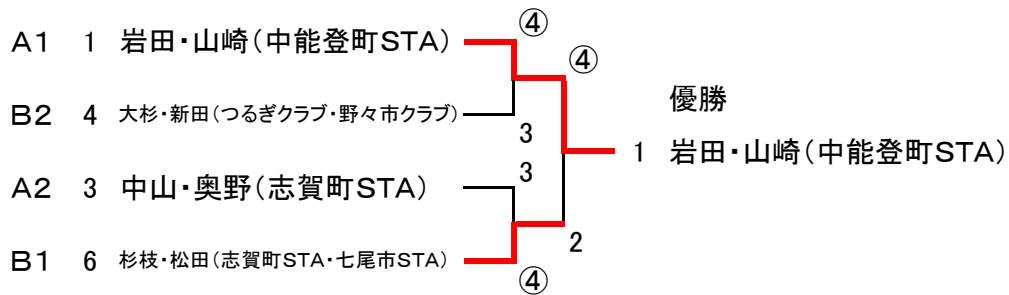 A1 1 岩田・山崎(中能登町STA) ④
④
B2 4 大杉・新田(つるぎクラブ・野々市クラブ) 3
優勝
1 岩田・山崎(中能登町STA)
A2 3 中山・奥野(志賀町STA) 3
2
B1 6 杉枝・松田(志賀町STA・七尾市STA) ④